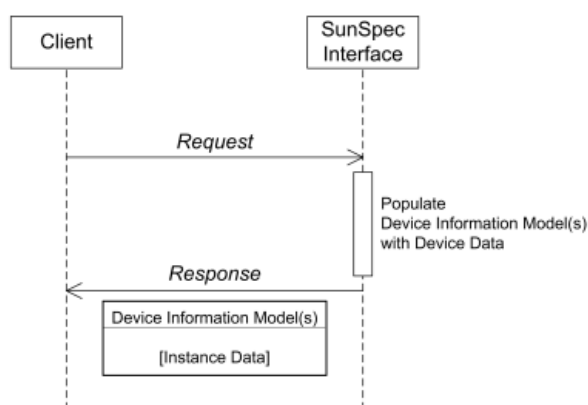 Client
SunSpec
Interface
Request
Populate
Device Information Model(s)
with Device Data
Response
Device Information Model(s)
[Instance Data]